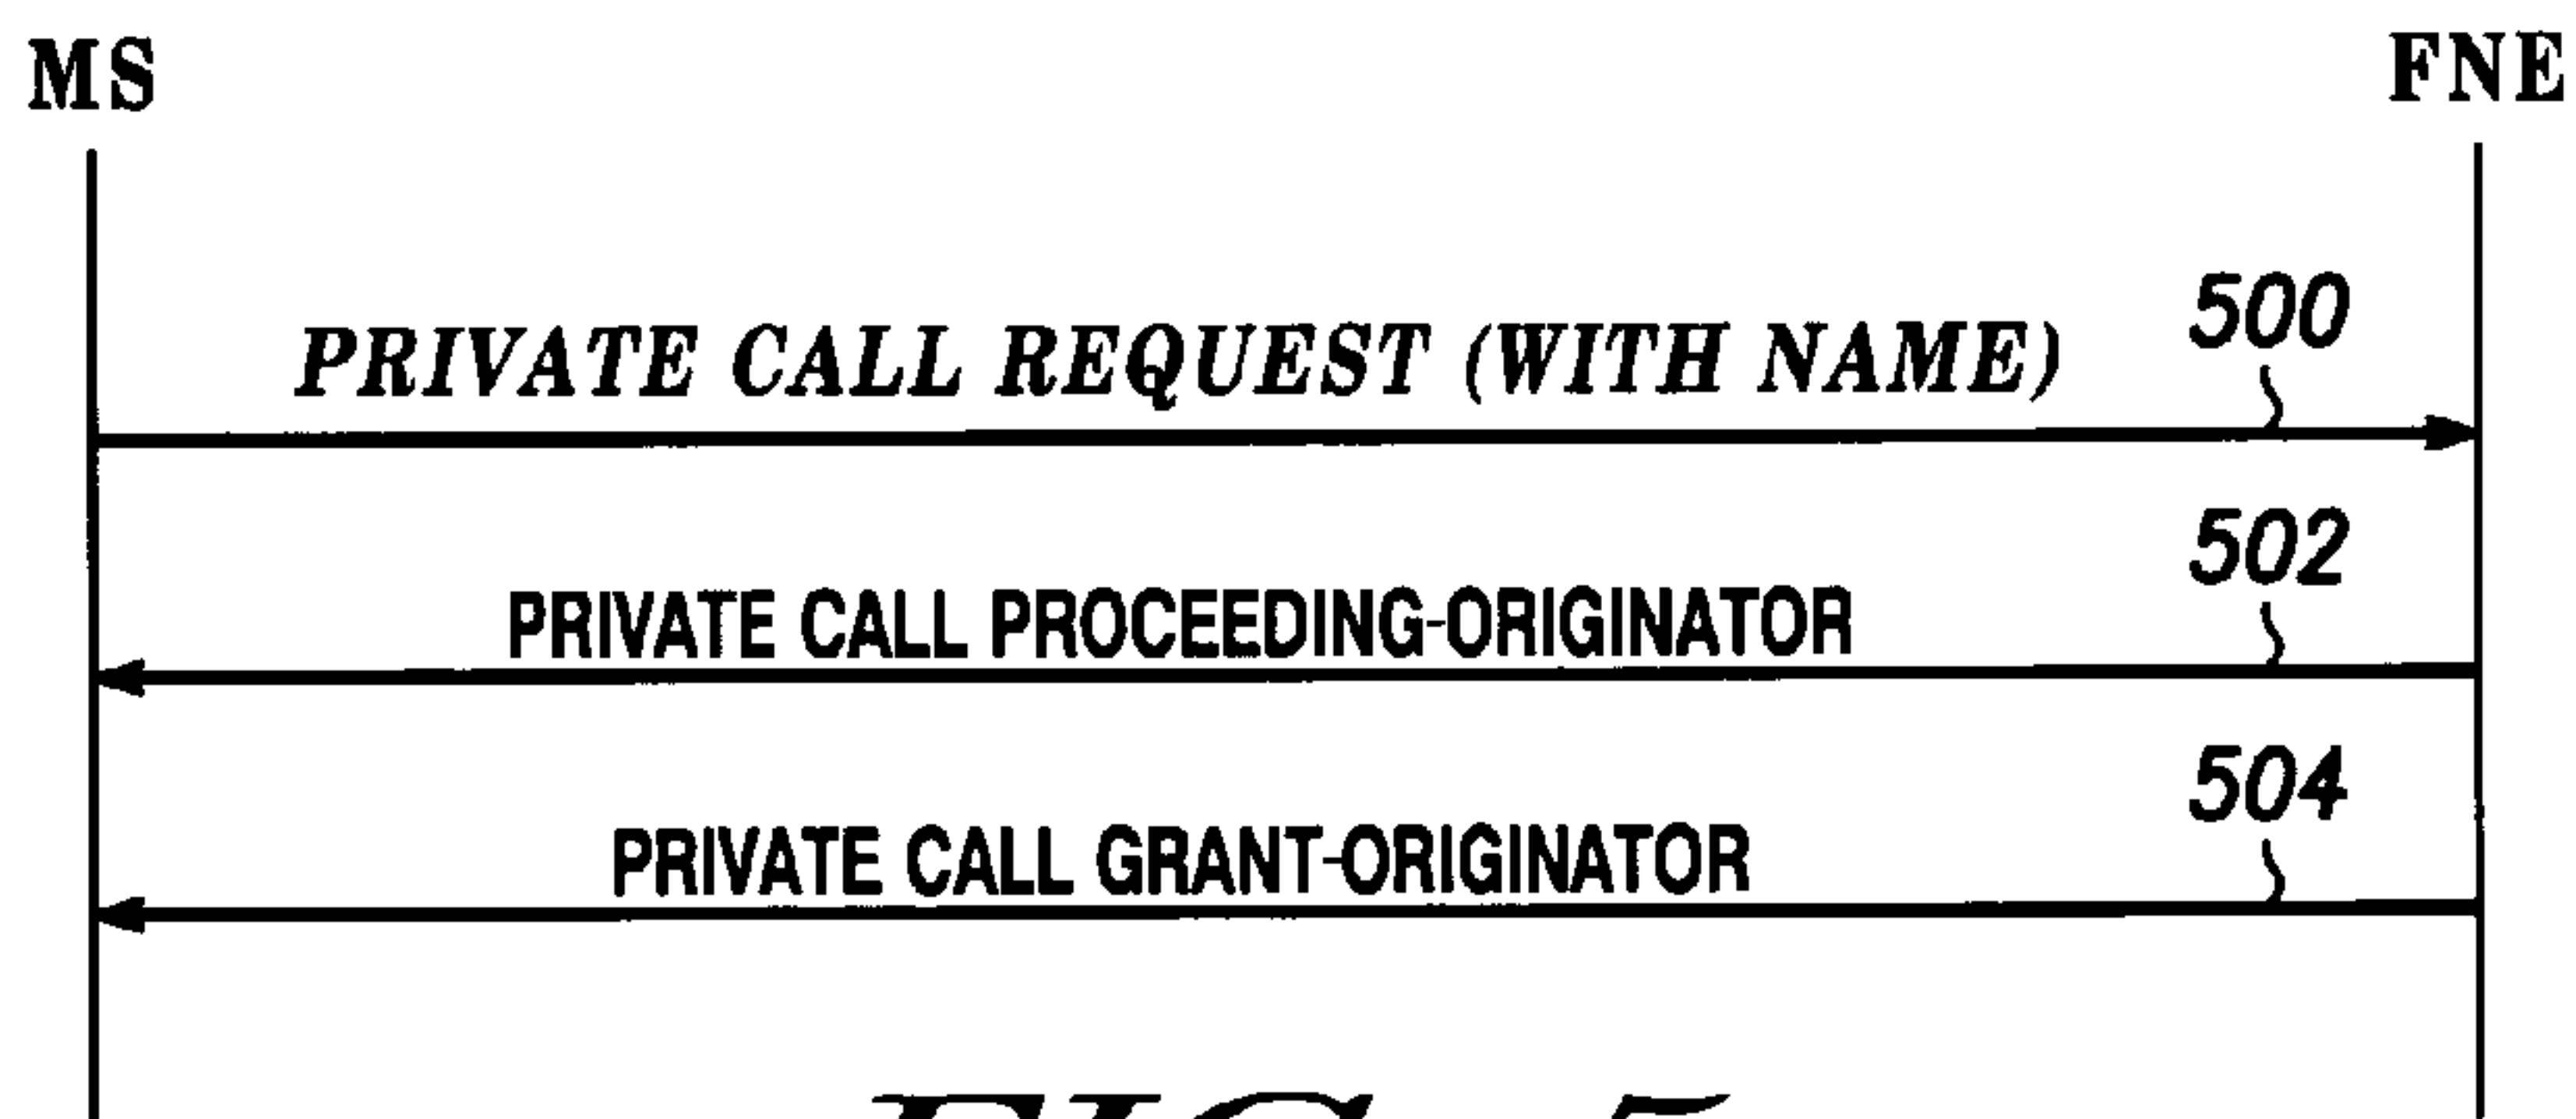 MS FNE
500
PRIVATE CALL REQUEST (WITH NAME)
502
PRIVATE CALL PROCEEDING-ORIGINATOR
504
PRIVATE CALL GRANT-ORIGINATOR